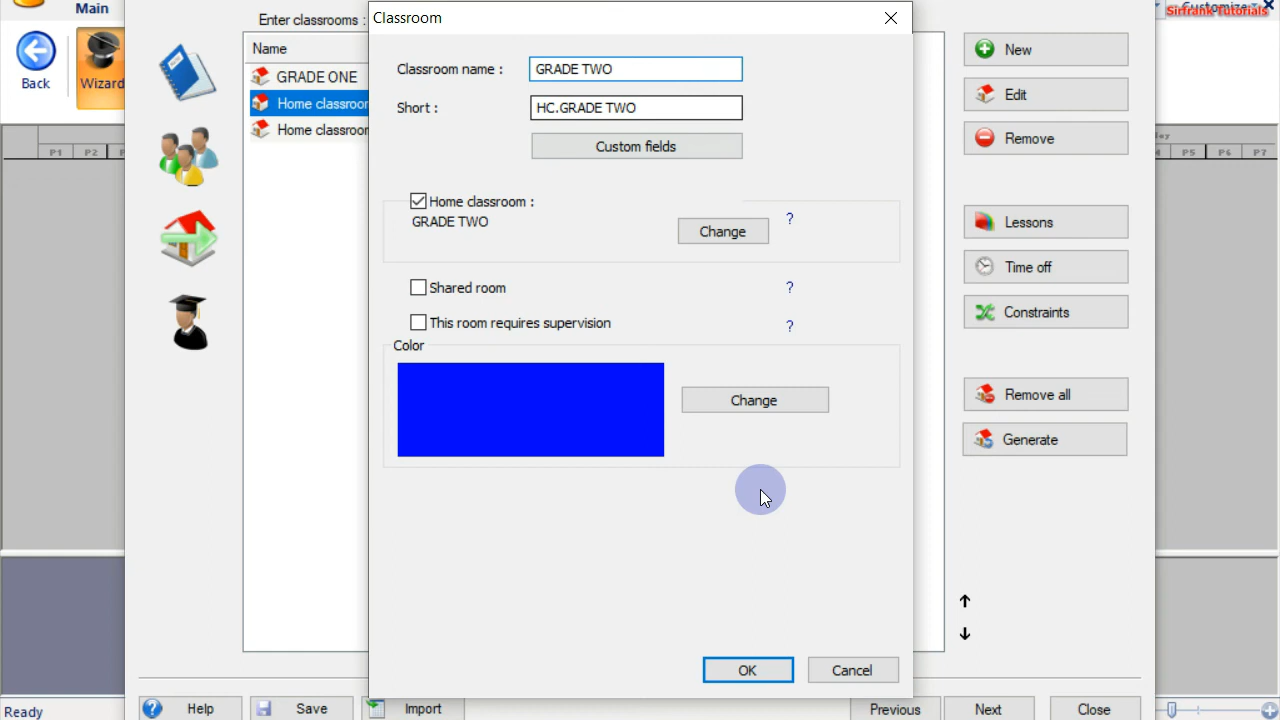 Main
Enter classrooms :
Classroom
Customize
Sirfrank Tutorials
Back
Wizard
Name
GRADE ONE
Home classroom
Home classroom
Classroom name :
GRADE TWO
Short :
HC.GRADE TWO
Custom fields
Home classroom :
GRADE TWO
Change
?
Shared room
?
This room requires supervision
?
Color
Change
OK
Cancel
New
Edit
Remove
Lessons
Time off
Constraints
Remove all
Generate
P1
P2
P5
P6
P7
Ready
Help
Save
Import
Previous
Next
Close